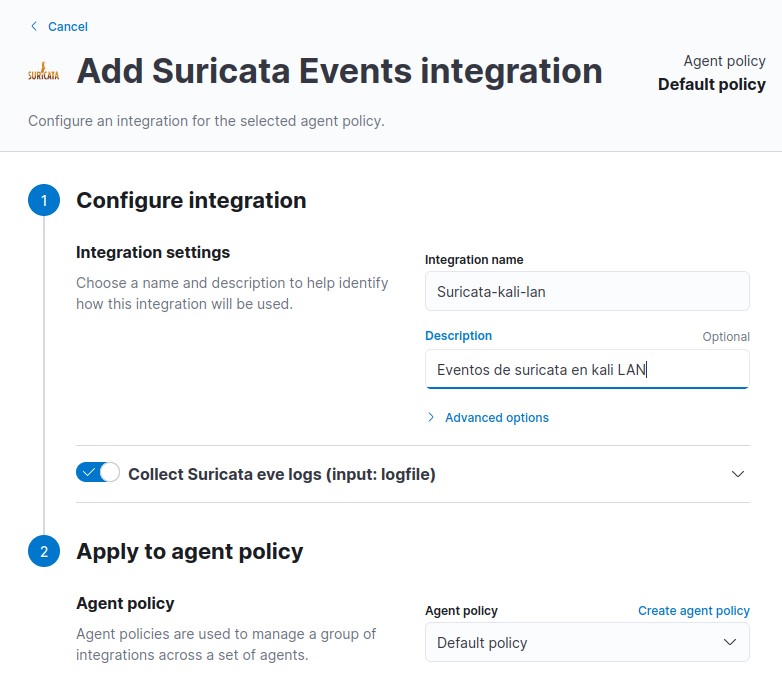 Cancel
SURICATA
Add Suricata Events integration
Agent policy
Default policy
Configure an integration for the selected agent policy.
1
Configure integration
Integration settings
Choose a name and description to help identify
how this integration will be used.
Integration name
Suricata-kali-lan
Description
Optional
Eventos de suricata en kali LAN
Advanced options
Collect Suricata eve logs (input: logfile)
2
Apply to agent policy
Agent policy
Agent policies are used to manage a group of
integrations across a set of agents.
Agent policy
Create agent policy
Default policy